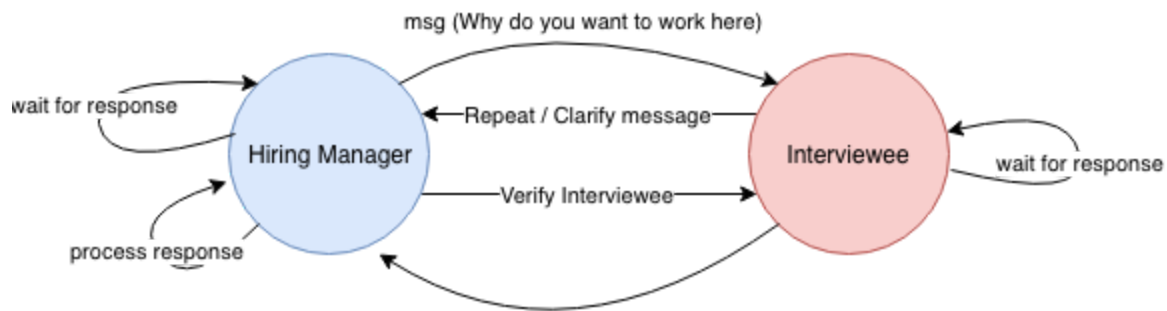 msg (Why do you want to work here)
wait for response
Repeat / Clarify message
Hiring Manager
Interviewee
wait for response
Verify Interviewee
process response